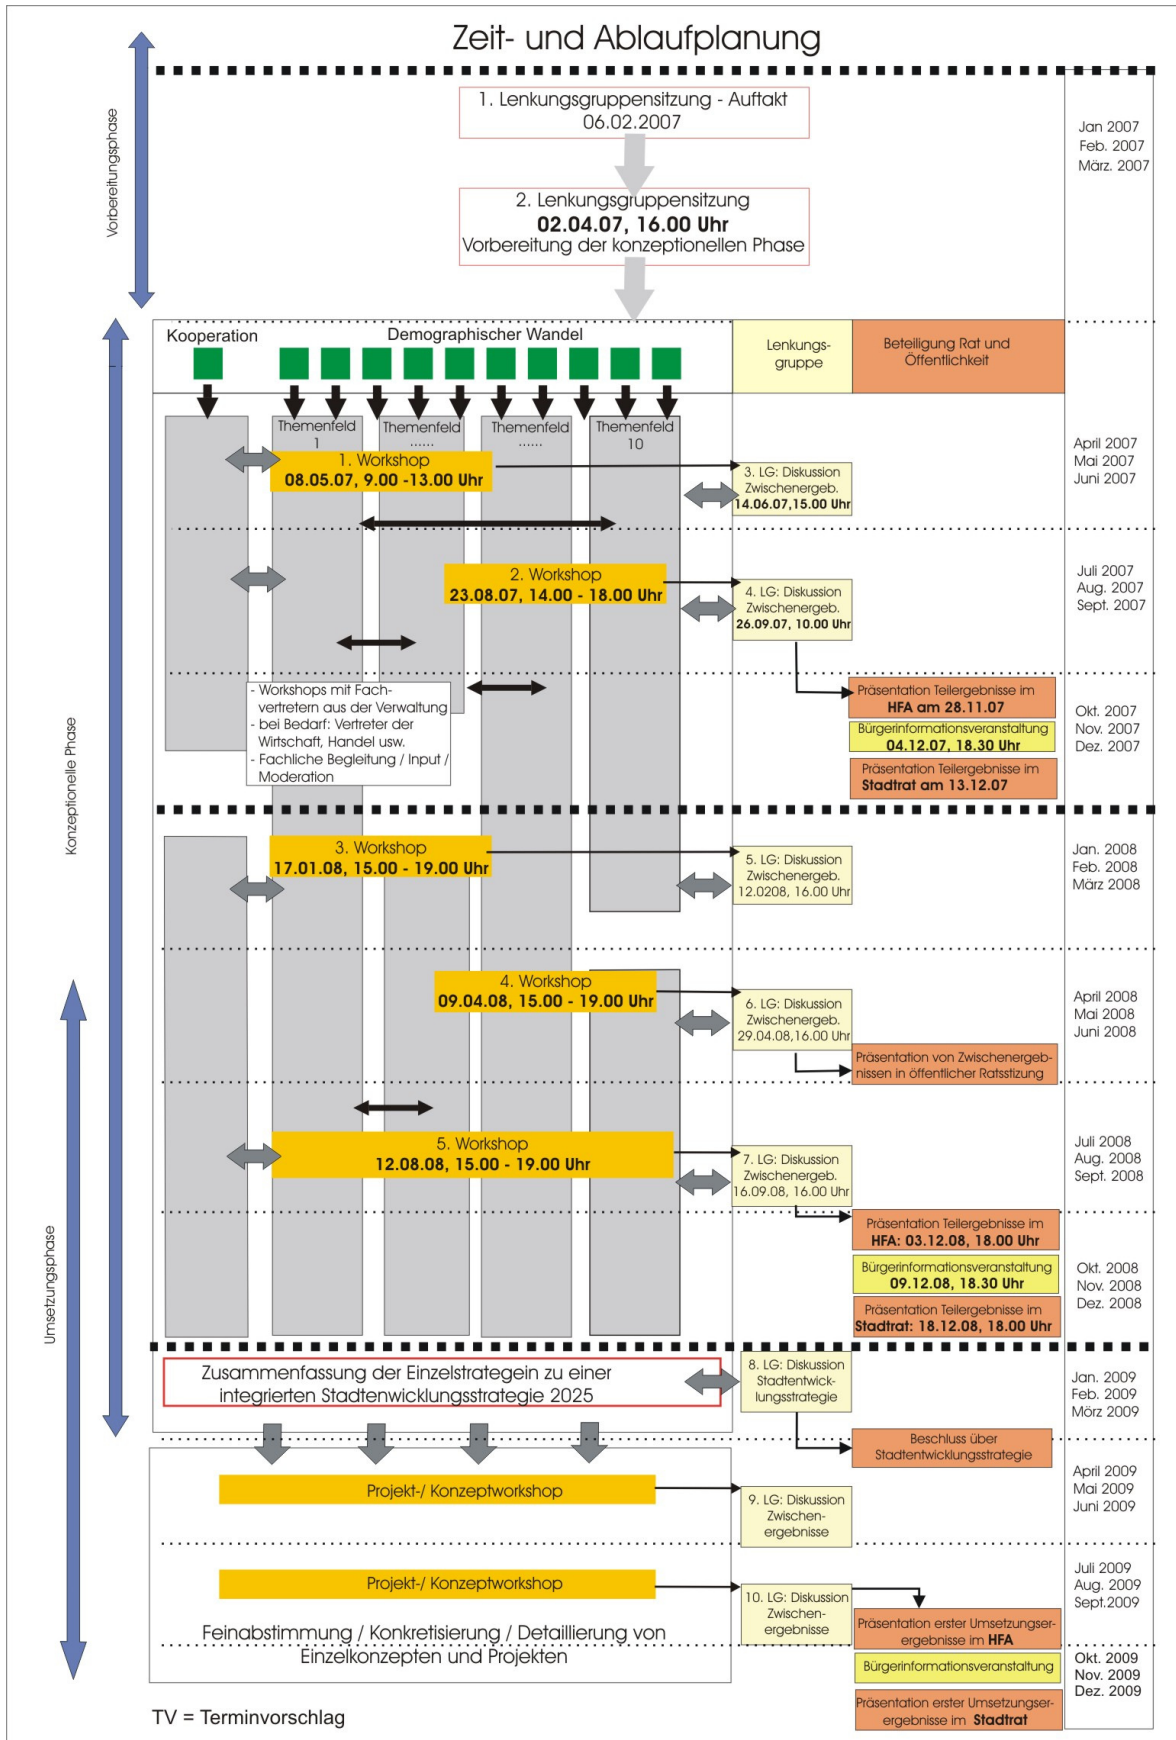 Zeit- und Ablaufplanung
Vorbereitungsphase
1. Lenkungsgruppensitzung - Auftakt
06.02.2007
Jan 2007
Feb. 2007
März. 2007
2. Lenkungsgruppensitzung
02.04.07, 16.00 Uhr
Vorbereitung der konzeptionellen Phase
Konzeptionelle Phase
Kooperation
Demographischer Wandel
Lenkungs-
gruppe
Beteiligung Rat und
Öffentlichkeit
Themenfeld
1
Themenfeld
......
Themenfeld
......
Themenfeld
10
April 2007
Mai 2007
Juni 2007
1. Workshop
08.05.07, 9.00 -13.00 Uhr
3. LG: Diskussion
Zwischenergeb.
14.06.07,15.00 Uhr
Juli 2007
Aug. 2007
Sept. 2007
2. Workshop
23.08.07, 14.00 - 18.00 Uhr
4. LG: Diskussion
Zwischenergeb.
26.09.07, 10.00 Uhr
- Workshops mit Fach-
vertretern aus der Verwaltung
- bei Bedarf: Vertreter der
Wirtschaft, Handel usw.
- Fachliche Begleitung / Input /
Moderation
Präsentation Teilergebnisse im
HFA am 28.11.07
Bürgerinformationsveranstaltung
04.12.07, 18.30 Uhr
Präsentation Teilergebnisse im
Stadtrat am 13.12.07
Okt. 2007
Nov. 2007
Dez. 2007
3. Workshop
17.01.08, 15.00 - 19.00 Uhr
5. LG: Diskussion
Zwischenergeb.
12.0208, 16.00 Uhr
Jan. 2008
Feb. 2008
März 2008
Umsetzungsphase
4. Workshop
09.04.08, 15.00 - 19.00 Uhr
6. LG: Diskussion
Zwischenergeb.
29.04.08,16.00 Uhr
Präsentation von Zwischenergeb-
nissen in öffentlicher Ratsstizung
April 2008
Mai 2008
Juni 2008
5. Workshop
12.08.08, 15.00 - 19.00 Uhr
7. LG: Diskussion
Zwischenergeb.
16.09.08, 16.00 Uhr
Juli 2008
Aug. 2008
Sept. 2008
Präsentation Teilergebnisse im
HFA: 03.12.08, 18.00 Uhr
Bürgerinformationsveranstaltung
09.12.08, 18.30 Uhr
Präsentation Teilergebnisse im
Stadtrat: 18.12.08, 18.00 Uhr
Okt. 2008
Nov. 2008
Dez. 2008
Zusammenfassung der Einzelstrategein zu einer
integrierten Stadtenwicklungsstrategie 2025
8. LG: Diskussion
Stadtentwick-
lungsstrategie
Jan. 2009
Feb. 2009
Mörz 2009
Beschluss über
Stadtentwicklungsstrategie
Projekt-/ Konzeptworkshop
9. LG: Diskussion
Zwischen-
ergebnisse
April 2009
Mai 2009
Juni 2009
Projekt-/ Konzeptworkshop
10. LG: Diskussion
Zwischen-
ergebnisse
Juli 2009
Aug. 2009
Sept.2009
Feinabstimmung / Konkretisierung / Detaillierung von
Einzelkonzepten und Projekten
Präsentation erster Umsetzungser-
ergebnisse im HFA
Bürgerinformationsveranstaltung
Präsentation erster Umsetzungser-
ergebnisse im Stadtrat
Okt. 2009
Nov. 2009
Dez. 2009
TV = Terminvorschlag